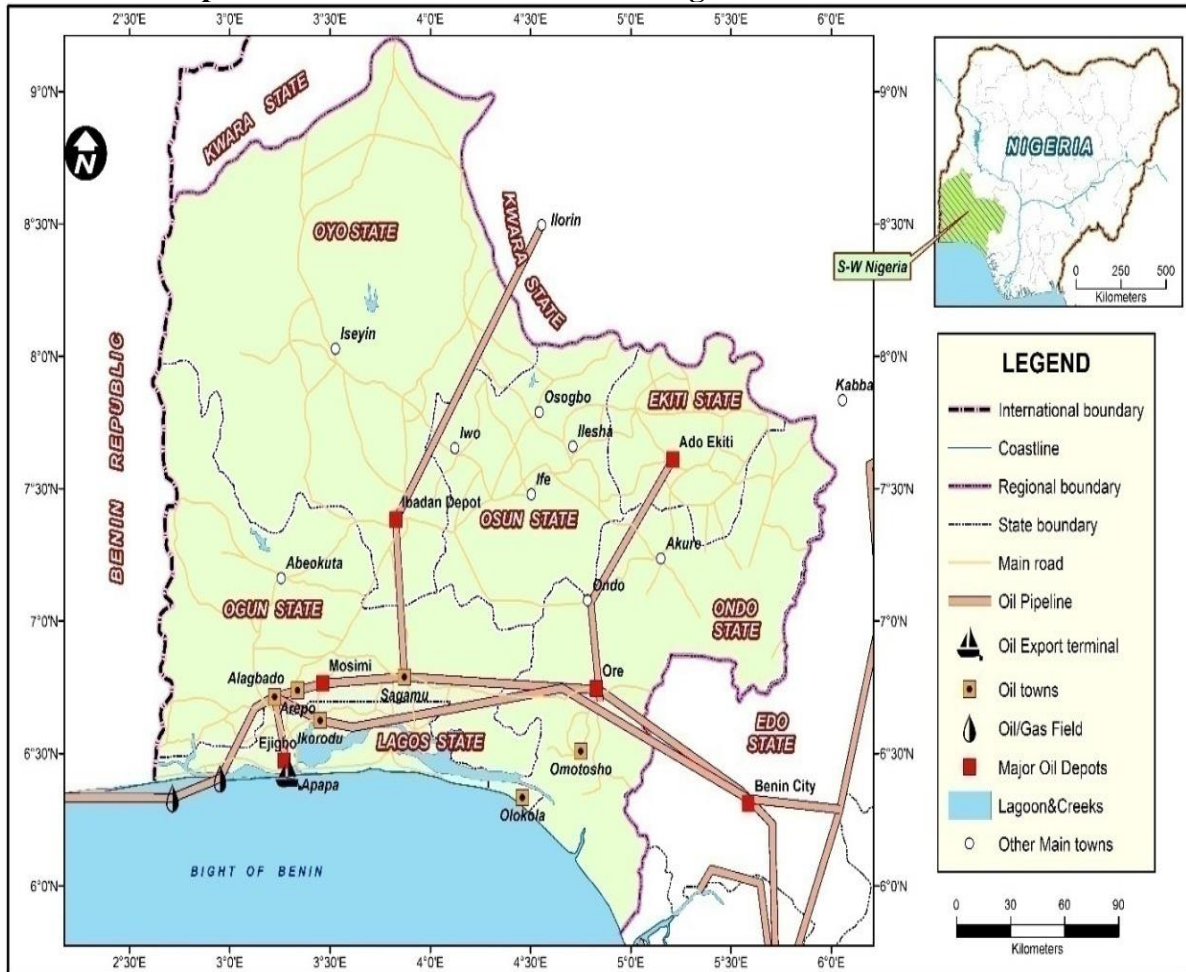 2°30'E 3°0'E 3°30'E 4°0'E 4°30'E 5°0'E 5°30'E 6°0'E
9°0'N
9°0'N
KWARA STATE
N
NIGERIA
OYO STATE
KWARA STATE
Ilorin
8°30'N
8°30'N
S-W Nigeria
0 250 500
Kilometers
BENIN REPUBLIC
Iseyin
8°0'N
8°0'N
Kabba
Osogbo
EKITI STATE
Iwo
Ilesha
Ado Ekiti
7°30'N
7°30'N
Ife
Ibadan Depot
OSUN STATE
Akure
Abeokuta
Ondo
OGUN STATE
7°0'N
7°0'N
ONDO
STATE
Mosimi
Alagbado
Ore
Sagamu
Arepo
EDO
STATE
Ikorodu
Ejigbo
LAGOS STATE
6°30'N
6°30'N
Omotosho
Apapa
Benin City
Olokola
BIGHT OF BENIN
6°0'N
6°0'N
2°30'E 3°0'E 3°30'E 4°0'E 4°30'E 5°0'E 5°30'E 6°0'E
LEGEND
International boundary
Coastline
Regional boundary
State boundary
Main road
Oil Pipeline
Oil Export terminal
Oil towns
Oil/Gas Field
Major Oil Depots
Lagoon&Creeks
Other Main towns
0 30 60 90
Kilometers